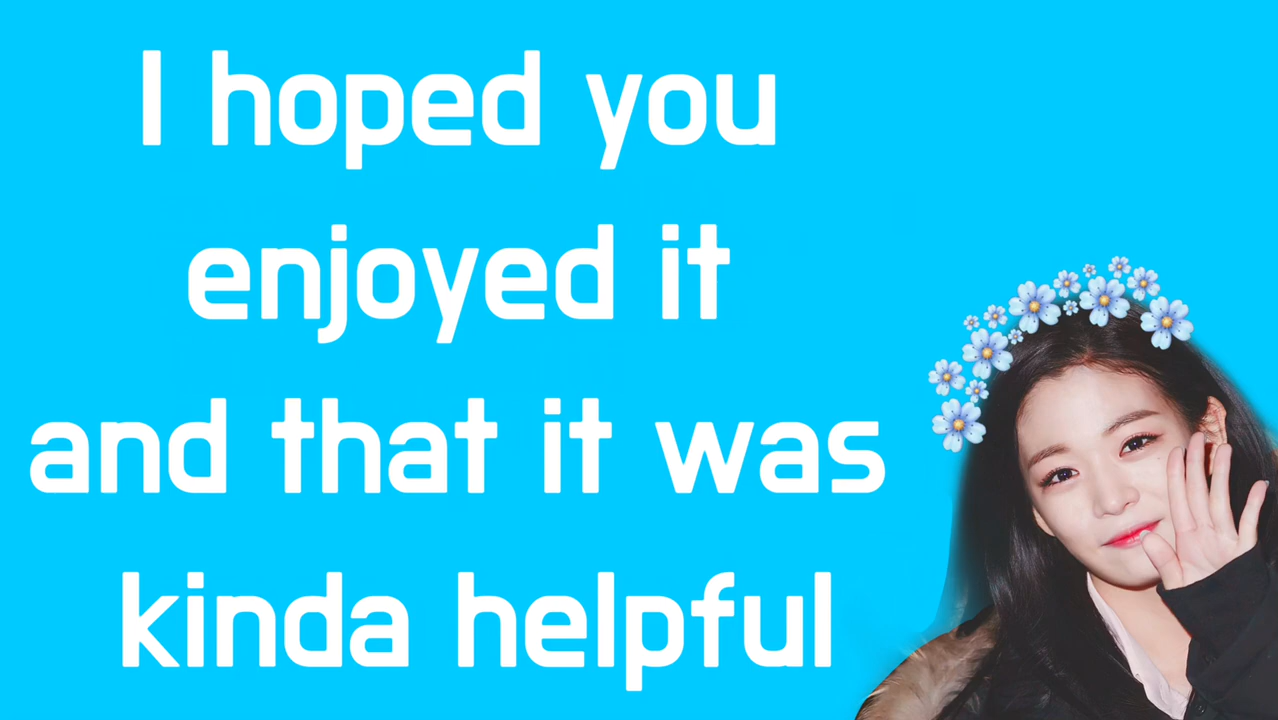 I hoped you
enjoyed it
and that it was
kinda helpful